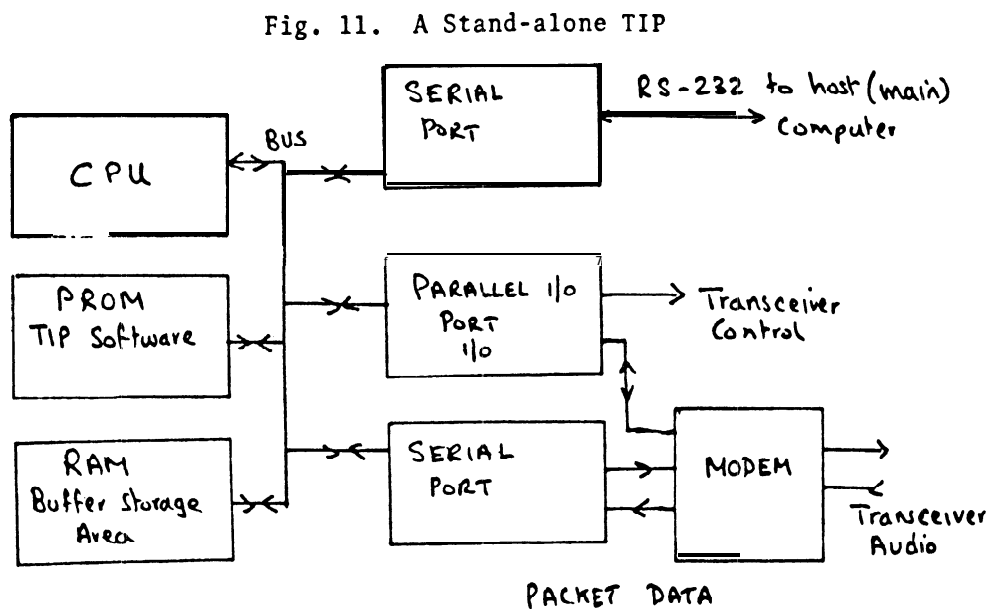 Fig. 11. A Stand-alone TIP
SERIAL
PORT
RS-232 to host (main)
Computer
BUS
CPU
PROM
TIP Software
PARALLEL I/O
PORT
I/O
Transceiver
Control
RAM
Buffer Storage
Area
SERIAL
PORT
MODEM
Transceiver
Audio
PACKET DATA